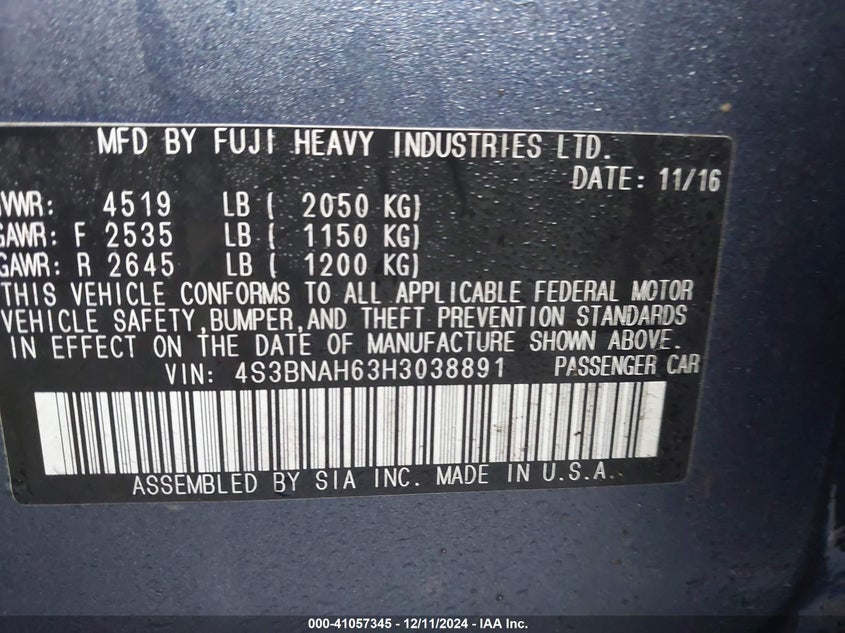 MFD BY FUJI HEAVY INDUSTRIES LTD.
DATE: 11/16
VWR: 4519 LB ( 2050 KG)
GAWR: F 2535 LB ( 1150 KG)
GAWR: R 2645 LB ( 1200 KG)
THIS VEHICLE CONFORMS TO ALL APPLICABLE FEDERAL MOTOR
VEHICLE SAFETY,BUMPER,AND THEFT PREVENTION STANDARDS
IN EFFECT ON THE DATE OF MANUFACTURE SHOWN ABOVE.
VIN: 4S3BNAH63H3038891 PASSENGER CAR
ASSEMBLED BY SIA INC. MADE IN U.S.A.
000-41057345 - 12/11/2024 - IAA Inc.